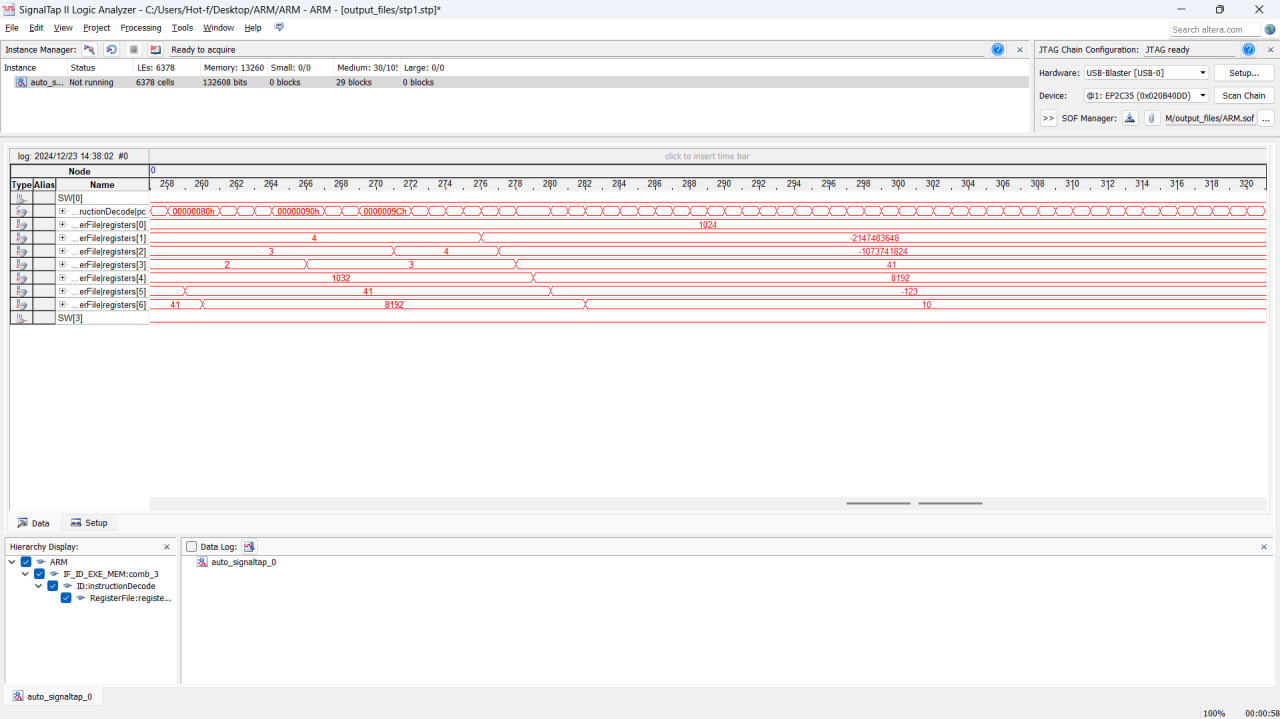 SignalTap II Logic Analyzer - C:/Users/Hot-f/Desktop/ARM/ARM - ARM - [output_files/stp1.stp]*
File Edit View Project Processing Tools Window Help
Search altera.com
Instance Manager: Ready to acquire
Instance Status LEs: 6378 Memory: 13260 Small: 0/0 Medium: 30/10 Large: 0/0
auto_s... Not running 6378 cells 132608 bits 0 blocks 29 blocks 0 blocks
JTAG Chain Configuration: JTAG ready
Hardware: USB-Blaster [USB-0] Setup...
Device: @1: EP2C35 (0x020B40DD) Scan Chain
>> SOF Manager: M/output_files/ARM.sof ...
log: 2024/12/23 14:38:02 #0 click to insert time bar
Node 0
Type Alias Name 258 260 262 264 266 268 270 272 274 276 278 280 282 284 286 288 290 292 294 296 298 300 302 304 306 308 310 312 314 316 318 320
SW[0]
...ructionDecode|pc 00000080h 00000090h 0000009Ch
...erFile|registers[0] 1024
...erFile|registers[1] 4 -2147483648
...erFile|registers[2] 3 4 -1073741824
...erFile|registers[3] 2 3 41
...erFile|registers[4] 1032 8192
...erFile|registers[5] 41 -123
...erFile|registers[6] 41 8192 10
SW[3]
Data Setup
Hierarchy Display:
ARM
IF_ID_EXE_MEM:comb_3
ID:instructionDecode
RegisterFile:registe...
Data Log:
auto_signaltap_0
auto_signaltap_0
100% 00:00:58